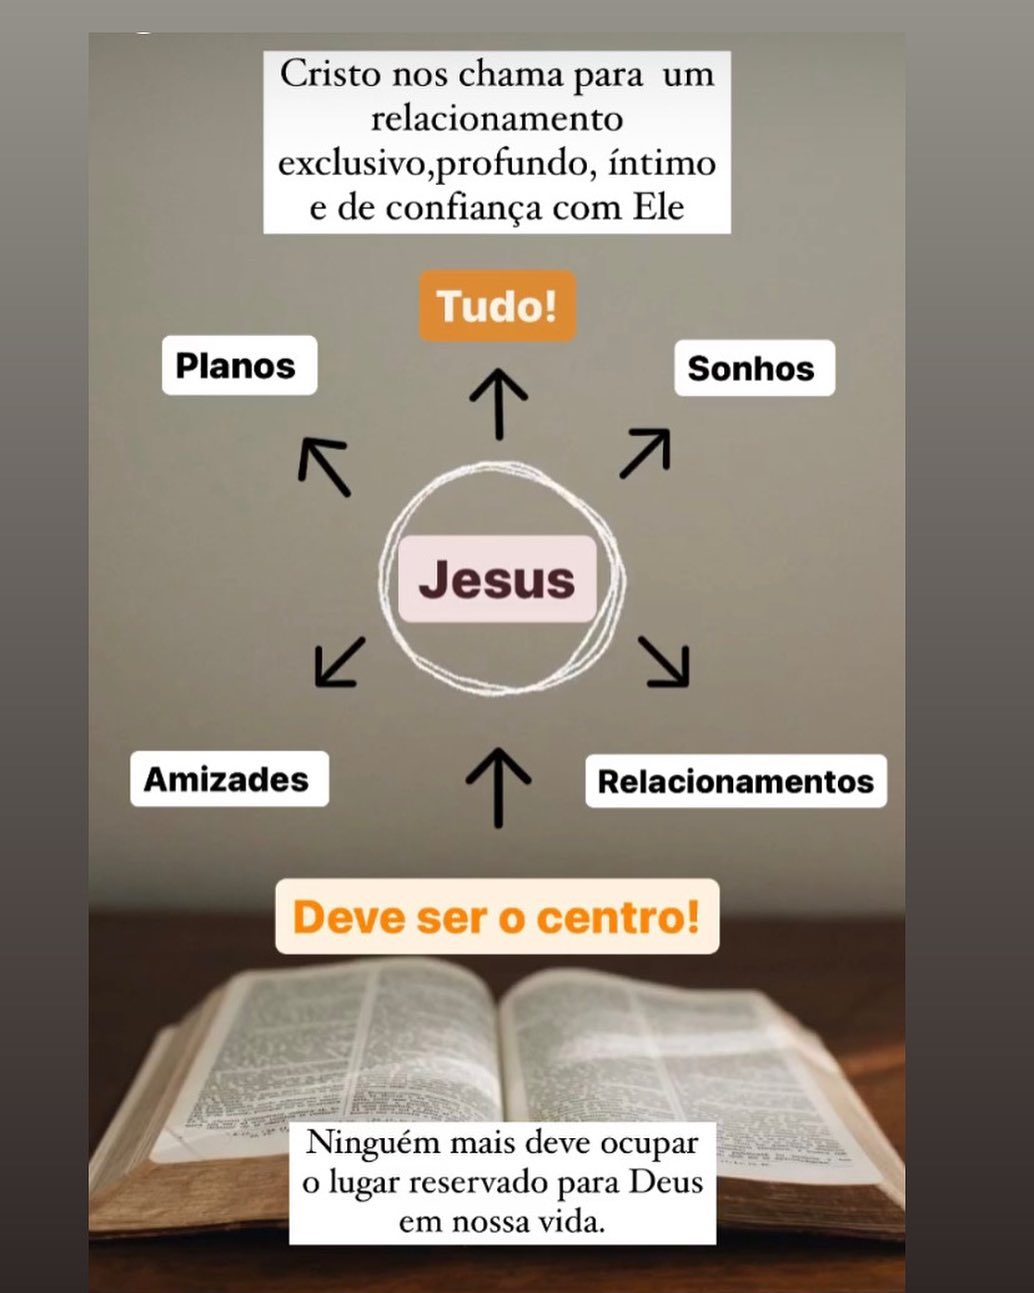 Cristo nos chama para um
relacionamento
exclusivo,profundo, íntimo
e de confiança com Ele
Tudo!
Planos
Sonhos
Jesus
Amizades
Relacionamentos
Deve ser o centro!
Ninguém mais deve ocupar
o lugar reservado para Deus
em nossa vida.